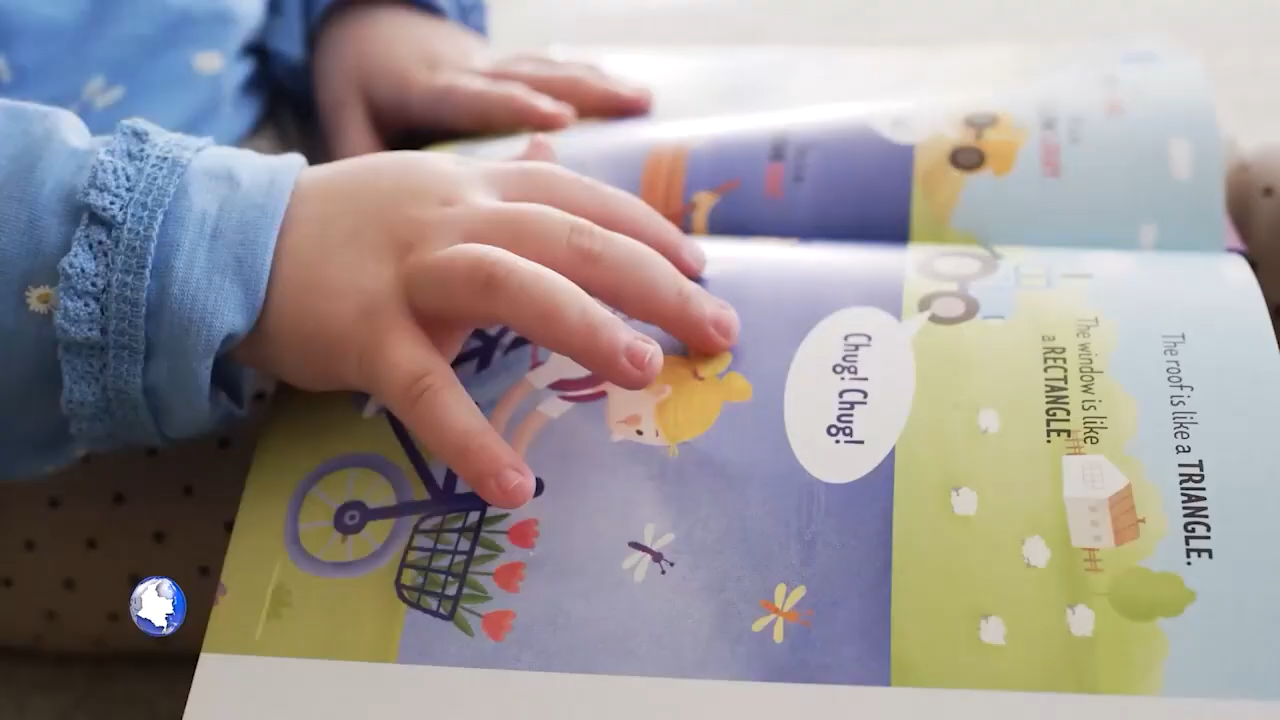 The roof is like a TRIANGLE.
The window is like
a RECTANGLE.
Chug! Chug!